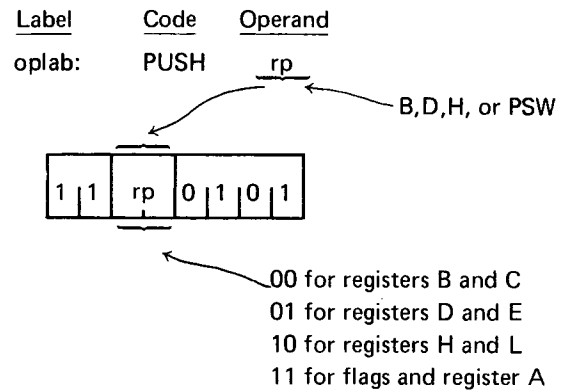 Label Code Operand
oplab: PUSH rp
B,D,H, or PSW
1 1 rp 0 1 0 1
00 for registers B and C
01 for registers D and E
10 for registers H and L
11 for flags and register A